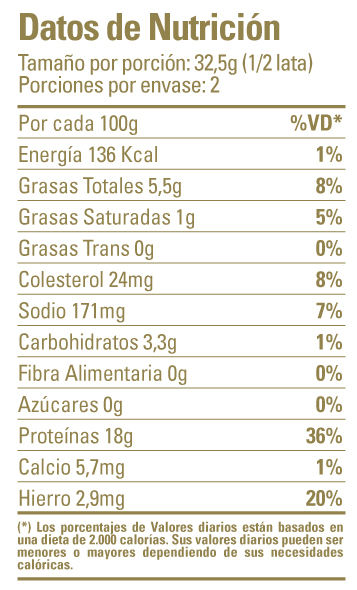 Datos de Nutrición
Tamaño por porción: 32,5g (1/2 lata)
Porciones por envase: 2
Por cada 100g %VD*
Energía 136 Kcal 1%
Grasas Totales 5,5g 8%
Grasas Saturadas 1g 5%
Grasas Trans 0g 0%
Colesterol 24mg 8%
Sodio 171mg 7%
Carbohidratos 3,3g 1%
Fibra Alimentaria 0g 0%
Azúcares 0g 0%
Proteínas 18g 36%
Calcio 5,7mg 1%
Hierro 2,9mg 20%
(*) Los porcentajes de Valores diarios están basados en
una dieta de 2.000 calorías. Sus valores diarios pueden ser
menores o mayores dependiendo de sus necesidades
calóricas.